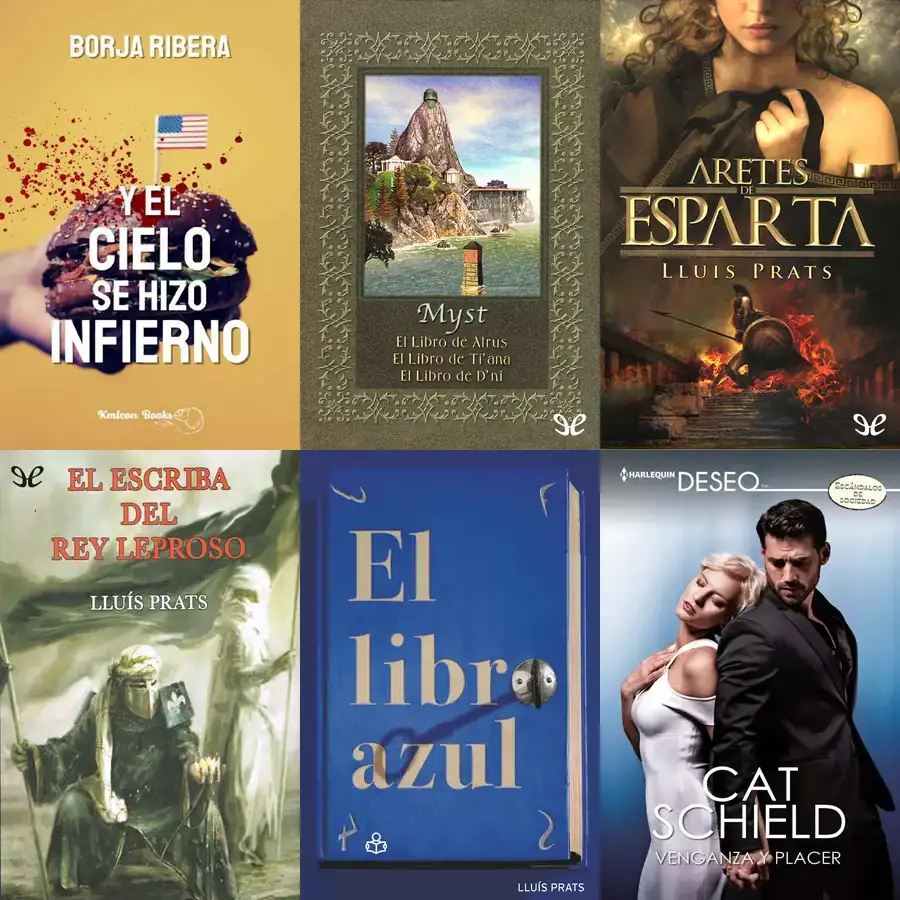 BORJA RIBERA
Y EL
CIELO
SE HIZO
INFIERNO
Kmleon Books
Myst
El Libro de Atrus
El Libro de Ti'ana
El Libro de D'ni
ARETES
DE
ESPARTA
LLUIS PRATS
EL ESCRIBA
DEL
REY LEPROSO
LLUÍS PRATS
El
libro
azul
LLUÍS PRATS
HARLEQUIN
DESEO
ESCÁNDALOS
DE
SOCIEDAD
CAT
SCHIELD
VENGANZA Y PLACER